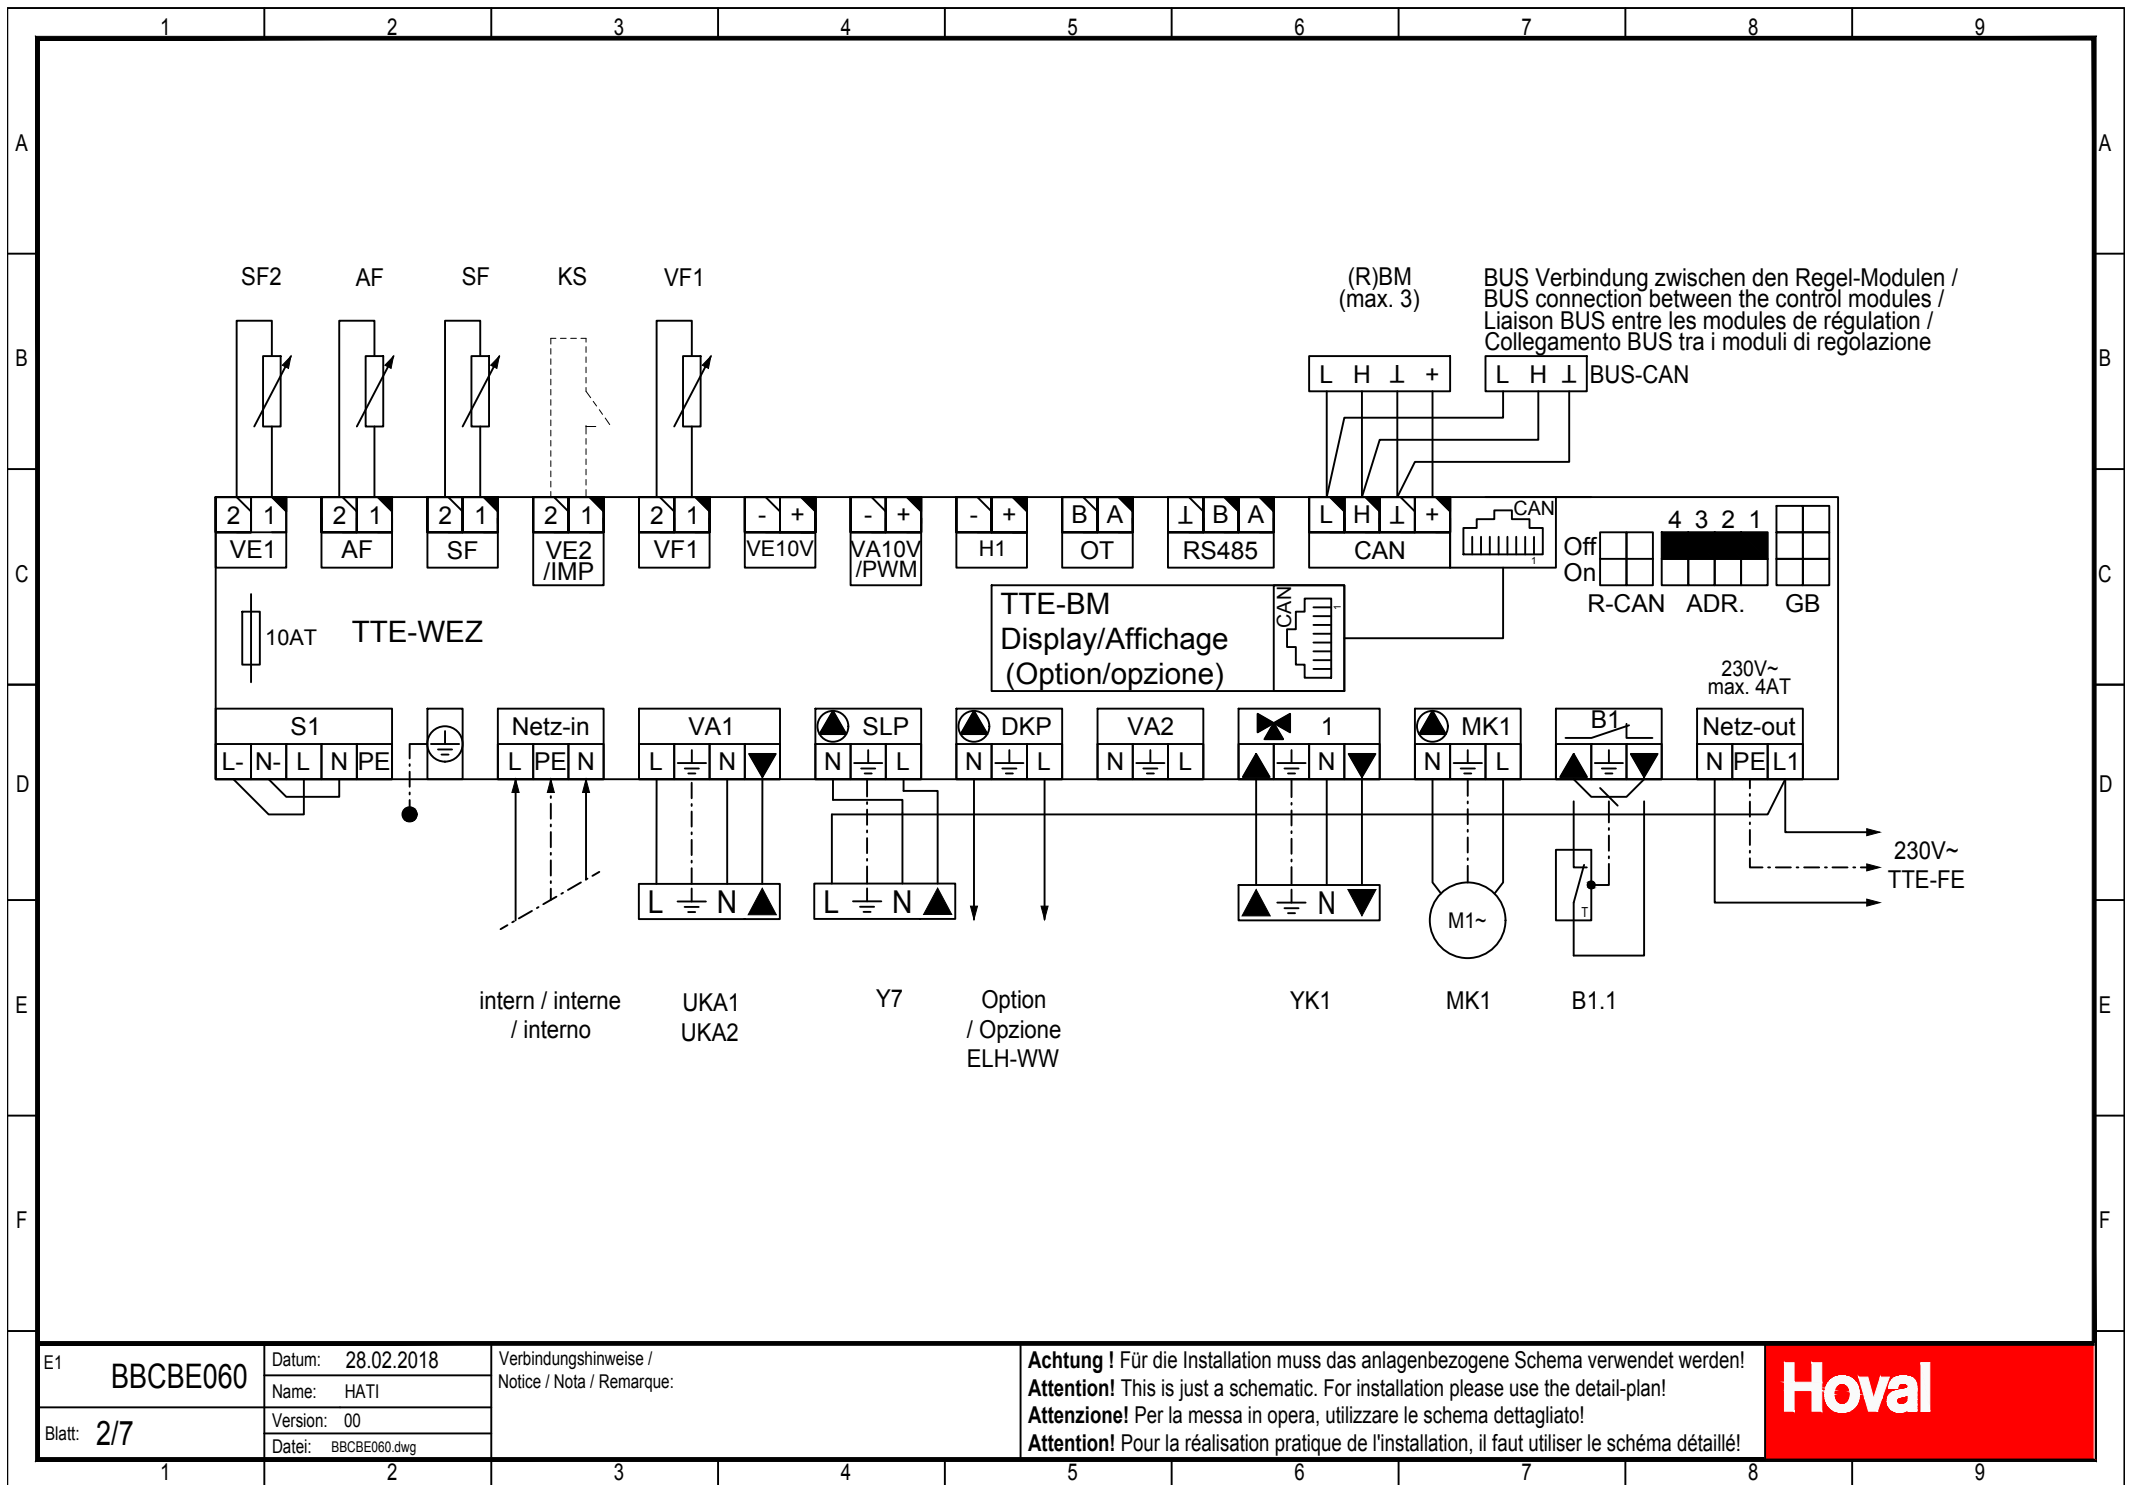 1 2 3 4 5 6 7 8 9
A A
SF2 AF SF KS VF1 (R)BM
(max. 3)
BUS Verbindung zwischen den Regel-Modulen /
BUS connection between the control modules /
Liaison BUS entre les modules de régulation /
Collegamento BUS tra i moduli di regolazione
B B
L H ⊥ + L H ⊥ BUS-CAN
2 1 2 1 2 1 2 1 2 1 - + - + - + B A ⊥ B A L H ⊥ + CAN 1
VE1 AF SF VE2 /IMP VF1 VE10V VA10V /PWM H1 OT RS485 CAN
4 3 2 1
Off
On
R-CAN ADR. GB
C C
10AT TTE-WEZ
TTE-BM
Display/Affichage
(Option/opzione)
CAN 1
230V~
max. 4AT
S1 Netz-in VA1 SLP DKP VA2 1 MK1 B1 Netz-out
L- N- L N PE L PE N L N N L N L N L N N L N PE L1
D D
230V~
TTE-FE
L N L N N M1~ T
E E
intern / interne
/ interno
UKA1
UKA2
Y7
Option
/ Opzione
ELH-WW
YK1
MK1
B1.1
F F
E1 BBCBE060
Blatt: 2/7
Datum: 28.02.2018
Name: HATI
Version: 00
Datei: BBCBE060.dwg
Verbindungshinweise /
Notice / Nota / Remarque:
Achtung ! Für die Installation muss das anlagenbezogene Schema verwendet werden!
Attention! This is just a schematic. For installation please use the detail-plan!
Attenzione! Per la messa in opera, utilizzare le schema dettagliato!
Attention! Pour la réalisation pratique de l'installation, il faut utiliser le schéma détaillé!
Hoval
1 2 3 4 5 6 7 8 9